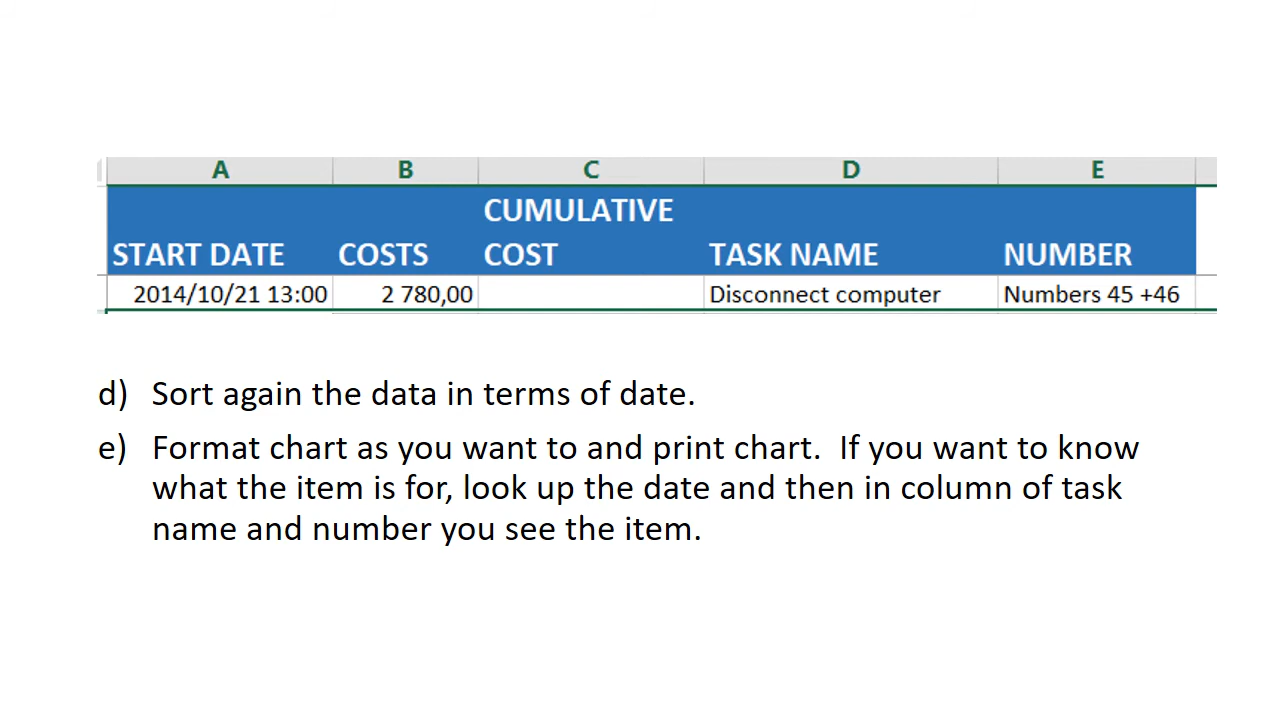 A B C D E
CUMULATIVE
START DATE COSTS COST TASK NAME NUMBER
2014/10/21 13:00 2 780,00 Disconnect computer Numbers 45 +46
d) Sort again the data in terms of date.
e) Format chart as you want to and print chart.  If you want to know
what the item is for, look up the date and then in column of task
name and number you see the item.